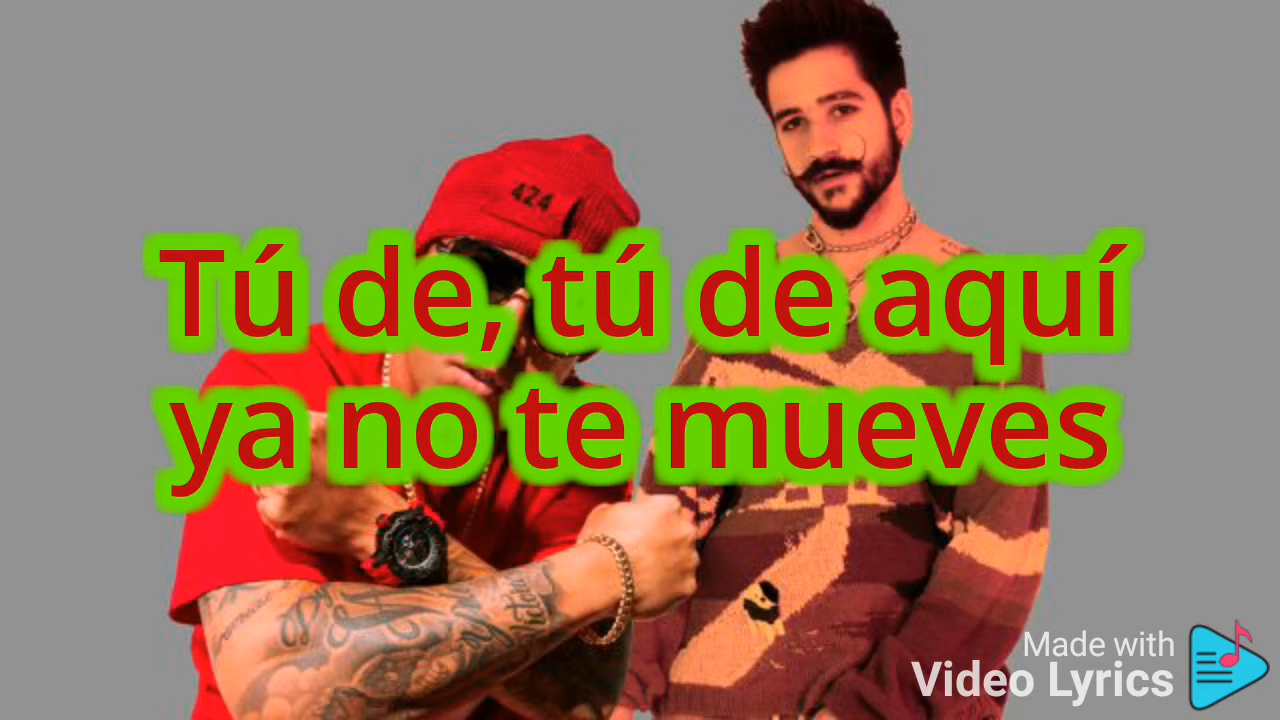 424
Tú de, tú de aquí
ya no te mueves
Made with
Video Lyrics